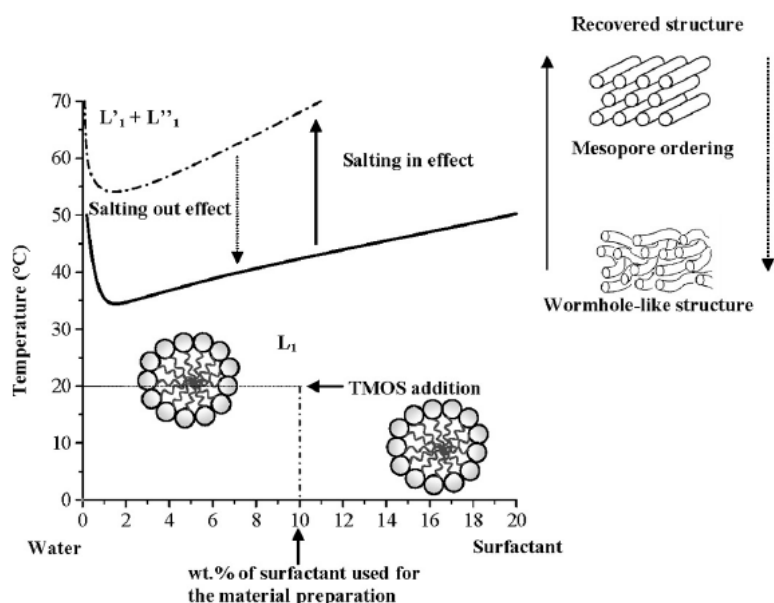 Recovered structure
Mesopore ordering
Wormhole-like structure
L'₁ + L''₁
Salting in effect
Salting out effect
L₁
TMOS addition
Temperature (°C)
70
60
50
40
30
20
10
0
0 2 4 6 8 10 12 14 16 18 20
Water
Surfactant
wt.% of surfactant used for
the material preparation